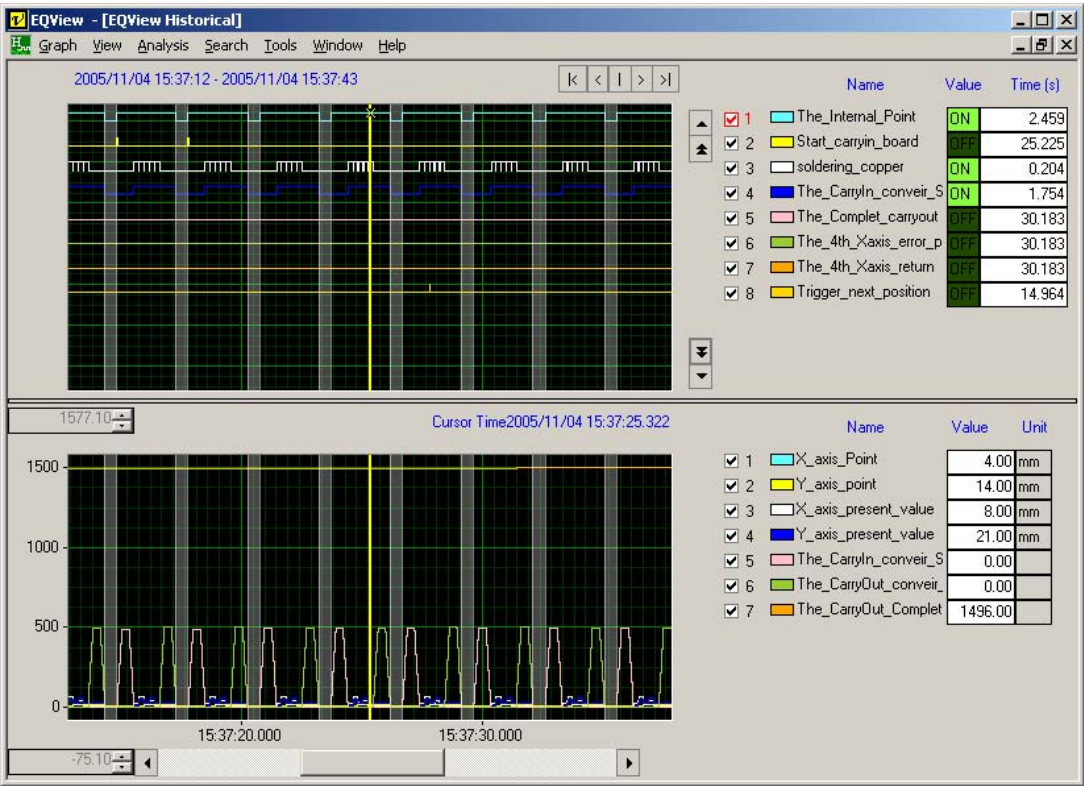 EQView - [EQView Historical]
Graph View Analysis Search Tools Window Help
2005/11/04 15:37:12 - 2005/11/04 15:37:43
Name Value Time (s)
1 The_Internal_Point ON 2.459
2 Start_carryin_board OFF 25.225
3 soldering_copper ON 0.204
4 The_CarryIn_conveir_S ON 1.754
5 The_Complet_carryout OFF 30.183
6 The_4th_Xaxis_error_p OFF 30.183
7 The_4th_Xaxis_return OFF 30.183
8 Trigger_next_position OFF 14.964
1577.10
Cursor Time2005/11/04 15:37:25.322
Name Value Unit
1 X_axis_Point 4.00 mm
2 Y_axis_point 14.00 mm
3 X_axis_present_value 8.00 mm
4 Y_axis_present_value 21.00 mm
5 The_CarryIn_conveir_S 0.00
6 The_CarryOut_conveir_ 0.00
7 The_CarryOut_Complet 1496.00
1500
1000
500
0
15:37:20.000 15:37:30.000
-75.10